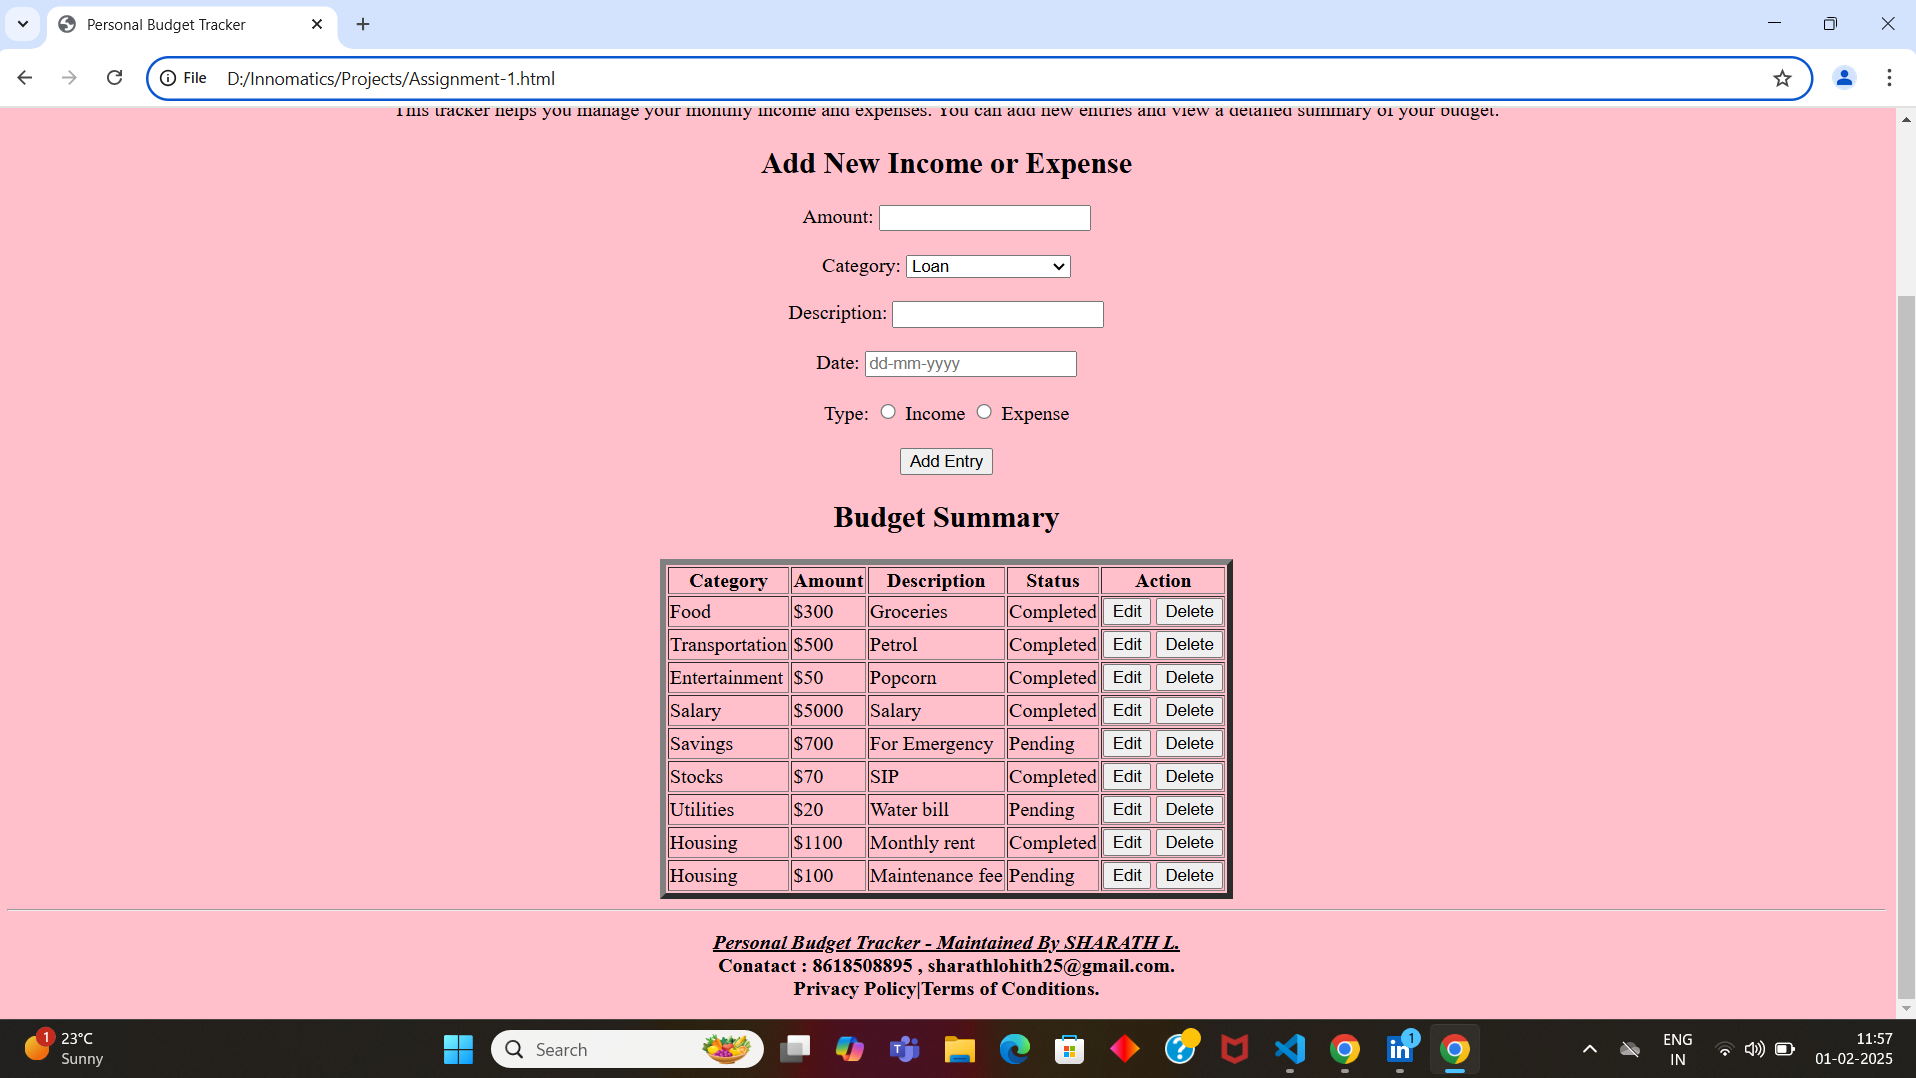 Personal Budget Tracker
File D:/Innomatics/Projects/Assignment-1.html
This tracker helps you manage your monthly income and expenses. You can add new entries and view a detailed summary of your budget.
Add New Income or Expense
Amount:
Category: Loan
Description:
Date: dd-mm-yyyy
Type: Income Expense
Add Entry
Budget Summary
Category Amount Description Status Action
Food $300 Groceries Completed Edit Delete
Transportation $500 Petrol Completed Edit Delete
Entertainment $50 Popcorn Completed Edit Delete
Salary $5000 Salary Completed Edit Delete
Savings $700 For Emergency Pending Edit Delete
Stocks $70 SIP Completed Edit Delete
Utilities $20 Water bill Pending Edit Delete
Housing $1100 Monthly rent Completed Edit Delete
Housing $100 Maintenance fee Pending Edit Delete
Personal Budget Tracker - Maintained By SHARATH L.
Conatact : 8618508895 , sharathlohith25@gmail.com.
Privacy Policy|Terms of Conditions.
1 23°C
Sunny
Search
T
?
in 1
ENG
IN
11:57
01-02-2025